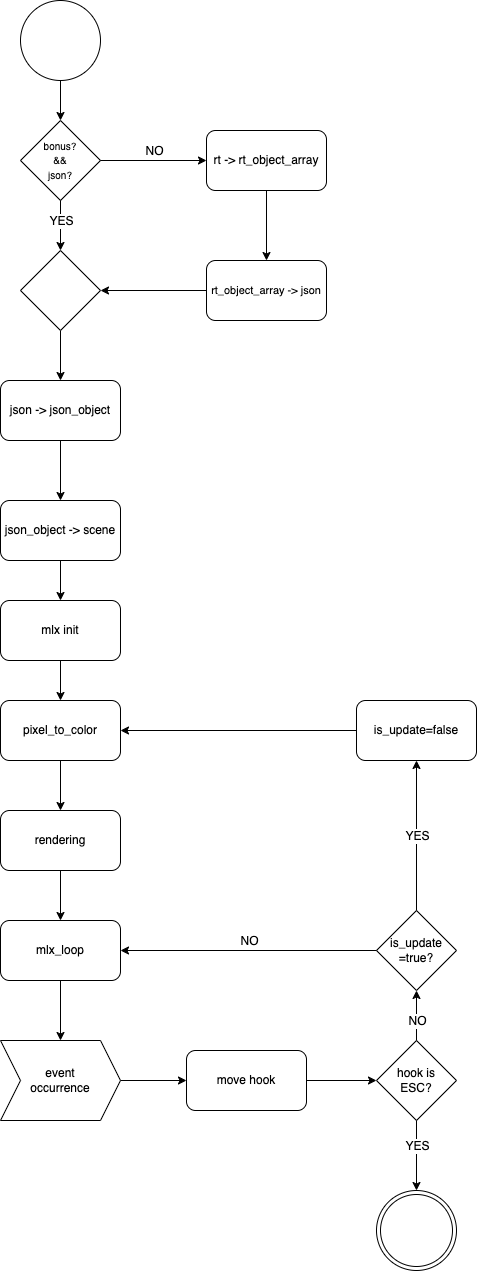 bonus?
&&
json?
NO
rt -> rt_object_array
YES
rt_object_array -> json
json -> json_object
json_object -> scene
mlx init
pixel_to_color
is_update=false
rendering
YES
mlx_loop
NO
is_update
=true?
NO
event
occurrence
move hook
hook is
ESC?
YES